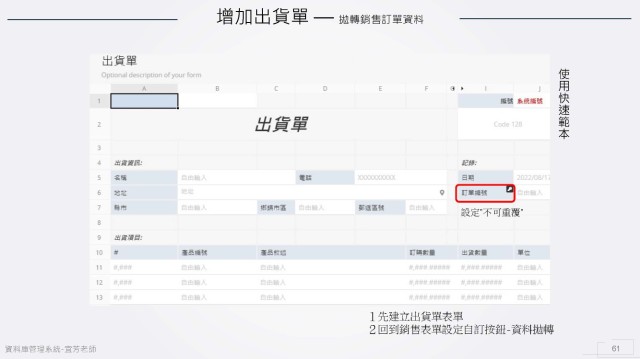 增加出貨單 — 拋轉銷售訂單資料
出貨單
Optional description of your form
A B C D E F I J
1 編號 系統編號
2 出貨單 Code 128
3
4 出貨資訊: 記錄:
5 名稱 自由輸入 電話 XXXXXXXXXX 日期 2022/08/17
6 地址 地址 訂單編號 自由輸入
7 縣市 自由輸入 鄉鎮市區 自由輸入 郵遞區號 自由輸入 設定"不可重覆"
8
9 出貨項目:
10 # 產品編號 產品敘述 訂購數量 出貨數量 單位
11 #,### 自由輸入 自由輸入 #,###.##### #,###.##### 自由輸入
12 #,### 自由輸入 自由輸入 #,###.##### #,###.##### 自由輸入
13 #,### 自由輸入 自由輸入 #,###.##### #,###.##### 自由輸入
使用快速範本
1 先建立出貨單表單
2 回到銷售表單設定自訂按鈕-資料拋轉
資料庫管理系統-宜芳老師
61